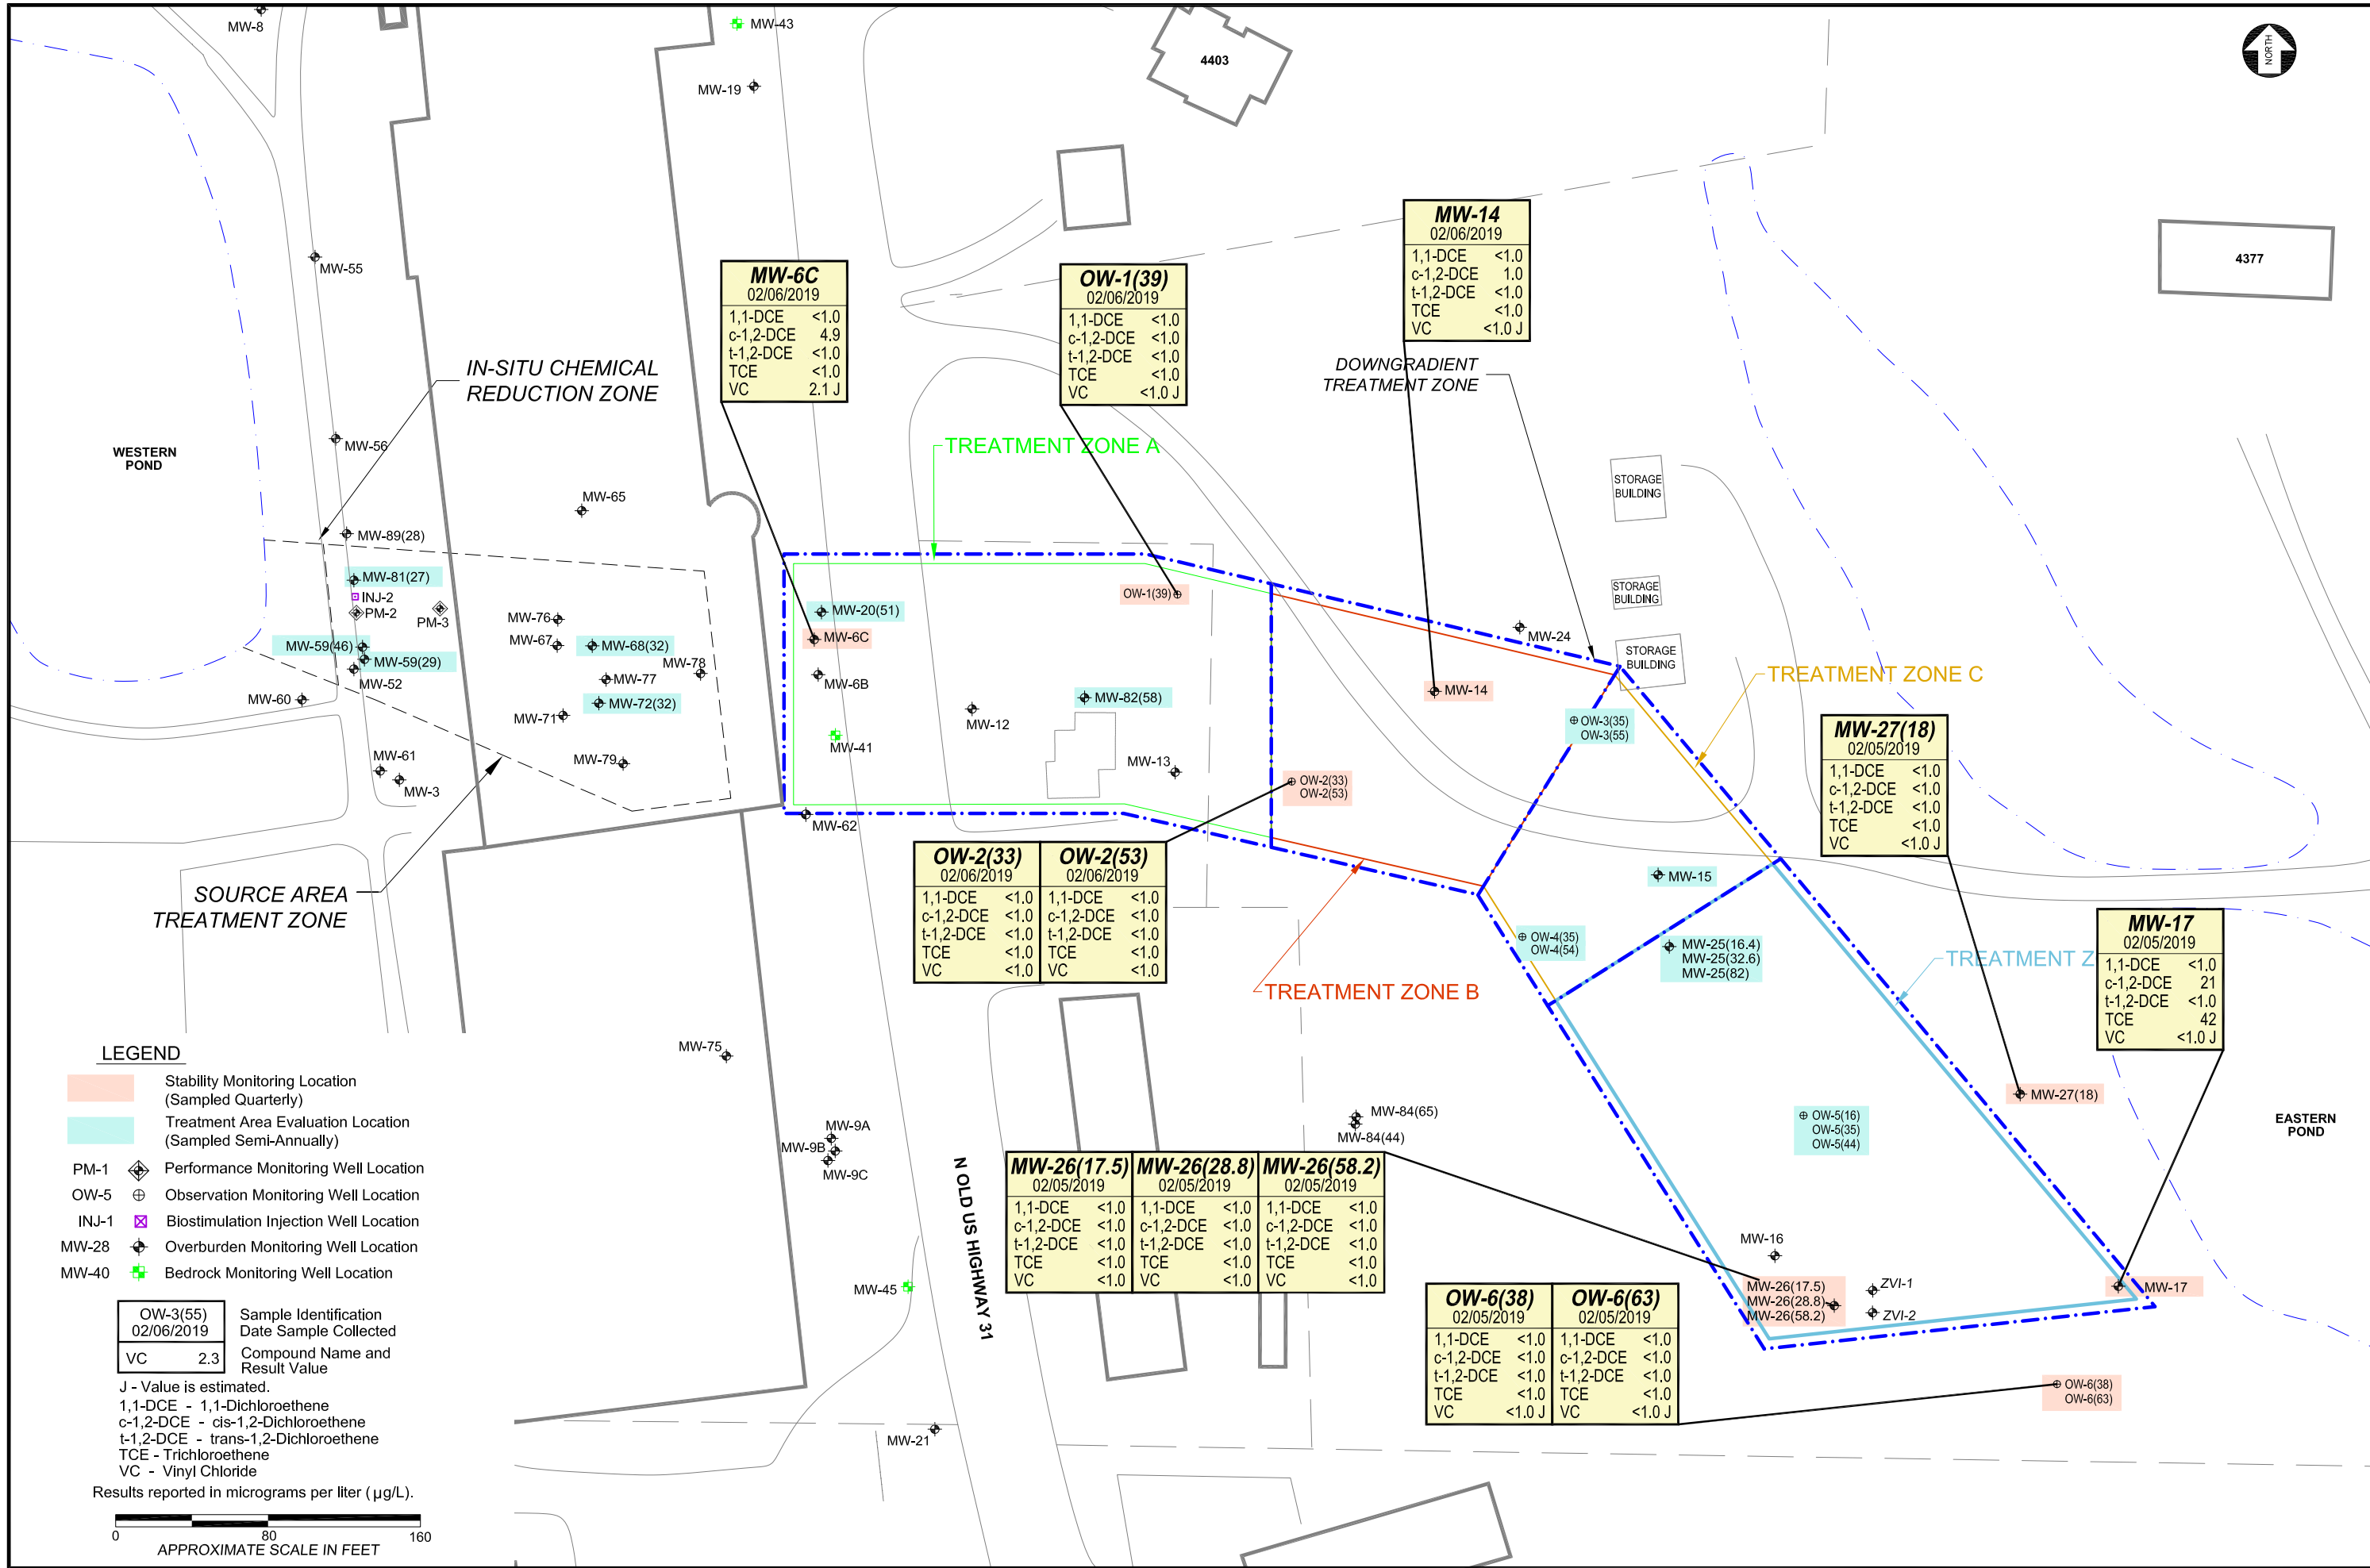 MW-8
MW-43
4403
NORTH
MW-19
MW-55
4377
MW-14
02/06/2019
1,1-DCE <1.0
c-1,2-DCE 1.0
t-1,2-DCE <1.0
TCE <1.0
VC <1.0 J
MW-6C
02/06/2019
1,1-DCE <1.0
c-1,2-DCE 4.9
t-1,2-DCE <1.0
TCE <1.0
VC 2.1 J
OW-1(39)
02/06/2019
1,1-DCE <1.0
c-1,2-DCE <1.0
t-1,2-DCE <1.0
TCE <1.0
VC <1.0 J
IN-SITU CHEMICAL
REDUCTION ZONE
DOWNGRADIENT
TREATMENT ZONE
WESTERN
POND
MW-56
TREATMENT ZONE A
STORAGE
BUILDING
MW-65
MW-89(28)
MW-81(27)
INJ-2
PM-2
PM-3
MW-76
MW-67
MW-68(32)
MW-20(51)
MW-6C
OW-1(39)
STORAGE
BUILDING
MW-24
STORAGE
BUILDING
MW-59(46)
MW-59(29)
MW-52
MW-60
MW-77
MW-78
MW-72(32)
MW-71
MW-6B
MW-12
MW-82(58)
MW-14
TREATMENT ZONE C
OW-3(35)
OW-3(55)
MW-41
MW-61
MW-3
MW-79
MW-13
OW-2(33)
OW-2(53)
MW-62
MW-27(18)
02/05/2019
1,1-DCE <1.0
c-1,2-DCE <1.0
t-1,2-DCE <1.0
TCE <1.0
VC <1.0 J
SOURCE AREA
TREATMENT ZONE
OW-2(33)
02/06/2019
1,1-DCE <1.0
c-1,2-DCE <1.0
t-1,2-DCE <1.0
TCE <1.0
VC <1.0
OW-2(53)
02/06/2019
1,1-DCE <1.0
c-1,2-DCE <1.0
t-1,2-DCE <1.0
TCE <1.0
VC <1.0
MW-15
OW-4(35)
OW-4(54)
MW-25(16.4)
MW-25(32.6)
MW-25(82)
TREATMENT Z
MW-17
02/05/2019
1,1-DCE <1.0
c-1,2-DCE 21
t-1,2-DCE <1.0
TCE 42
VC <1.0 J
TREATMENT ZONE B
MW-75
MW-27(18)
EASTERN
POND
OW-5(16)
OW-5(35)
OW-5(44)
MW-84(65)
MW-84(44)
MW-9A
MW-9B
MW-9C
N OLD US HIGHWAY 31
MW-26(17.5)
02/05/2019
1,1-DCE <1.0
c-1,2-DCE <1.0
t-1,2-DCE <1.0
TCE <1.0
VC <1.0
MW-26(28.8)
02/05/2019
1,1-DCE <1.0
c-1,2-DCE <1.0
t-1,2-DCE <1.0
TCE <1.0
VC <1.0
MW-26(58.2)
02/05/2019
1,1-DCE <1.0
c-1,2-DCE <1.0
t-1,2-DCE <1.0
TCE <1.0
VC <1.0
MW-16
MW-26(17.5)
MW-26(28.8)
MW-26(58.2)
ZVI-1
ZVI-2
MW-17
MW-45
OW-6(38)
02/05/2019
1,1-DCE <1.0
c-1,2-DCE <1.0
t-1,2-DCE <1.0
TCE <1.0
VC <1.0 J
OW-6(63)
02/05/2019
1,1-DCE <1.0
c-1,2-DCE <1.0
t-1,2-DCE <1.0
TCE <1.0
VC <1.0 J
OW-6(38)
OW-6(63)
MW-21
LEGEND
Stability Monitoring Location
(Sampled Quarterly)
Treatment Area Evaluation Location
(Sampled Semi-Annually)
PM-1 Performance Monitoring Well Location
OW-5 Observation Monitoring Well Location
INJ-1 Biostimulation Injection Well Location
MW-28 Overburden Monitoring Well Location
MW-40 Bedrock Monitoring Well Location
OW-3(55) Sample Identification
02/06/2019 Date Sample Collected
VC 2.3 Compound Name and
Result Value
J - Value is estimated.
1,1-DCE - 1,1-Dichloroethene
c-1,2-DCE - cis-1,2-Dichloroethene
t-1,2-DCE - trans-1,2-Dichloroethene
TCE - Trichloroethene
VC - Vinyl Chloride
Results reported in micrograms per liter (µg/L).
0 80 160
APPROXIMATE SCALE IN FEET